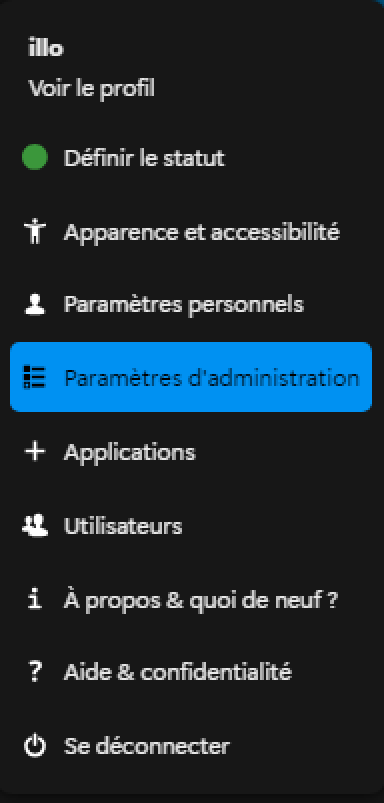 illo
Voir le profil
Définir le statut
Apparence et accessibilité
Paramètres personnels
Paramètres d'administration
Applications
Utilisateurs
À propos & quoi de neuf ?
Aide & confidentialité
Se déconnecter